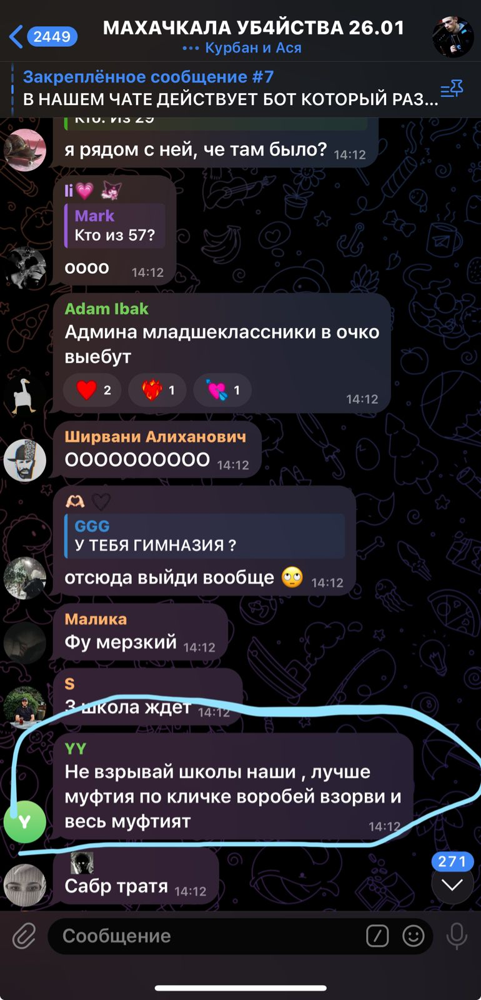 2449
МАХАЧКАЛА УБ4ЙСТВА 26.01
Курбан и Ася
Закреплённое сообщение #7
В НАШЕМ ЧАТЕ ДЕЙСТВУЕТ БОТ КОТОРЫЙ РАЗ...
Кто. Из 29
я рядом с ней, че там было? 14:12
li
Mark
Кто из 57?
оооо 14:12
Adam Ibak
Админа младшеклассники в очко
выебут
2 1 1
14:12
Ширвани Алиханович
ОООООООООО 14:12
GGG
У ТЕБЯ ГИМНАЗИЯ ?
отсюда выйди вообще 🙄 14:12
Малика
Фу мерзкий 14:12
S
3 школа ждет 14:12
YY
Не взрывай школы наши , лучше
муфтия по кличке воробей взорви и
весь муфтият
14:12
Y
271
Сабр тратя 14:12
Сообщение